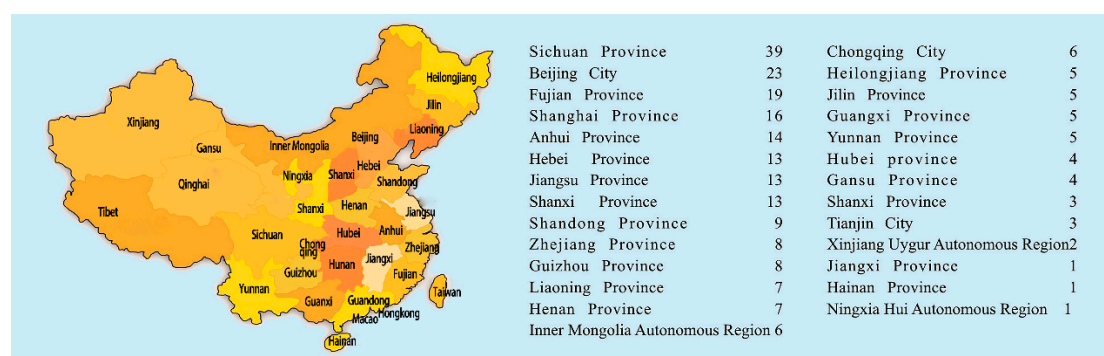 Heilongjiang
Jilin
Xinjiang
Liaoning
Gansu
Inner Mongolia
Beijing
Hebei
Ningxia
Shanxi
Shandong
Qinghai
Tibet
Shanxi
Henan
Jiangsu
Sichuan
Chong
qing
Hubei
Anhui
Zhejiang
Hunan
Jiangxi
Guizhou
Fujian
Yunnan
Guanxi
Guandong
Taiwan
Macao
Hongkong
Hainan
Sichuan Province 39
Beijing City 23
Fujian Province 19
Shanghai Province 16
Anhui Province 14
Hebei Province 13
Jiangsu Province 13
Shanxi Province 13
Shandong Province 9
Zhejiang Province 8
Guizhou Province 8
Liaoning Province 7
Henan Province 7
Inner Mongolia Autonomous Region 6
Chongqing City 6
Heilongjiang Province 5
Jilin Province 5
Guangxi Province 5
Yunnan Province 5
Hubei province 4
Gansu Province 4
Shanxi Province 3
Tianjin City 3
Xinjiang Uygur Autonomous Region2
Jiangxi Province 1
Hainan Province 1
Ningxia Hui Autonomous Region 1